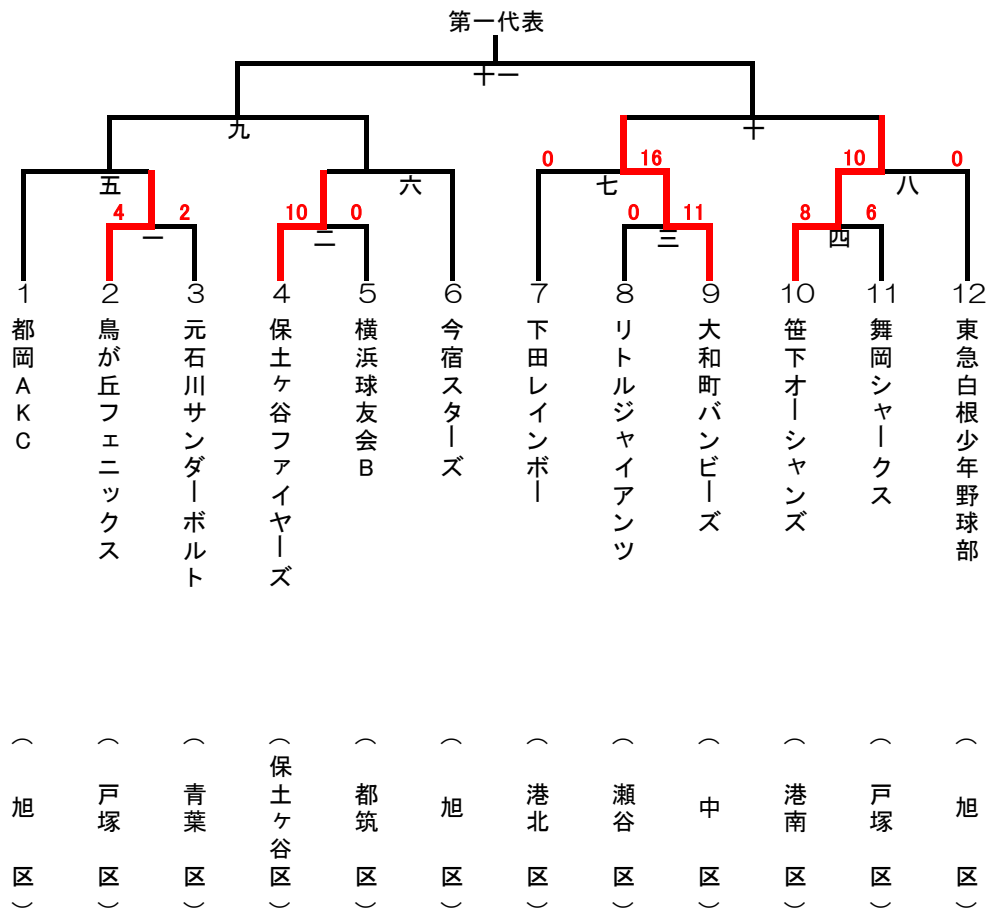 第一代表
十一
九
十
0
16
10
0
五
六
七
八
4
2
10
0
0
11
8
6
一
二
三
四
1
2
3
4
5
6
7
8
9
10
11
12
都岡AKC
鳥が丘フェニックス
元石川サンダーボルト
保土ヶ谷ファイヤーズ
横浜球友会B
今宿スターズ
下田レインボー
リトルジャイアンツ
大和町バンビーズ
笹下オーシャンズ
舞岡シャークス
東急白根少年野球部
（旭区）
（戸塚区）
（青葉区）
（保土ヶ谷区）
（都筑区）
（旭区）
（港北区）
（瀬谷区）
（中区）
（港南区）
（戸塚区）
（旭区）